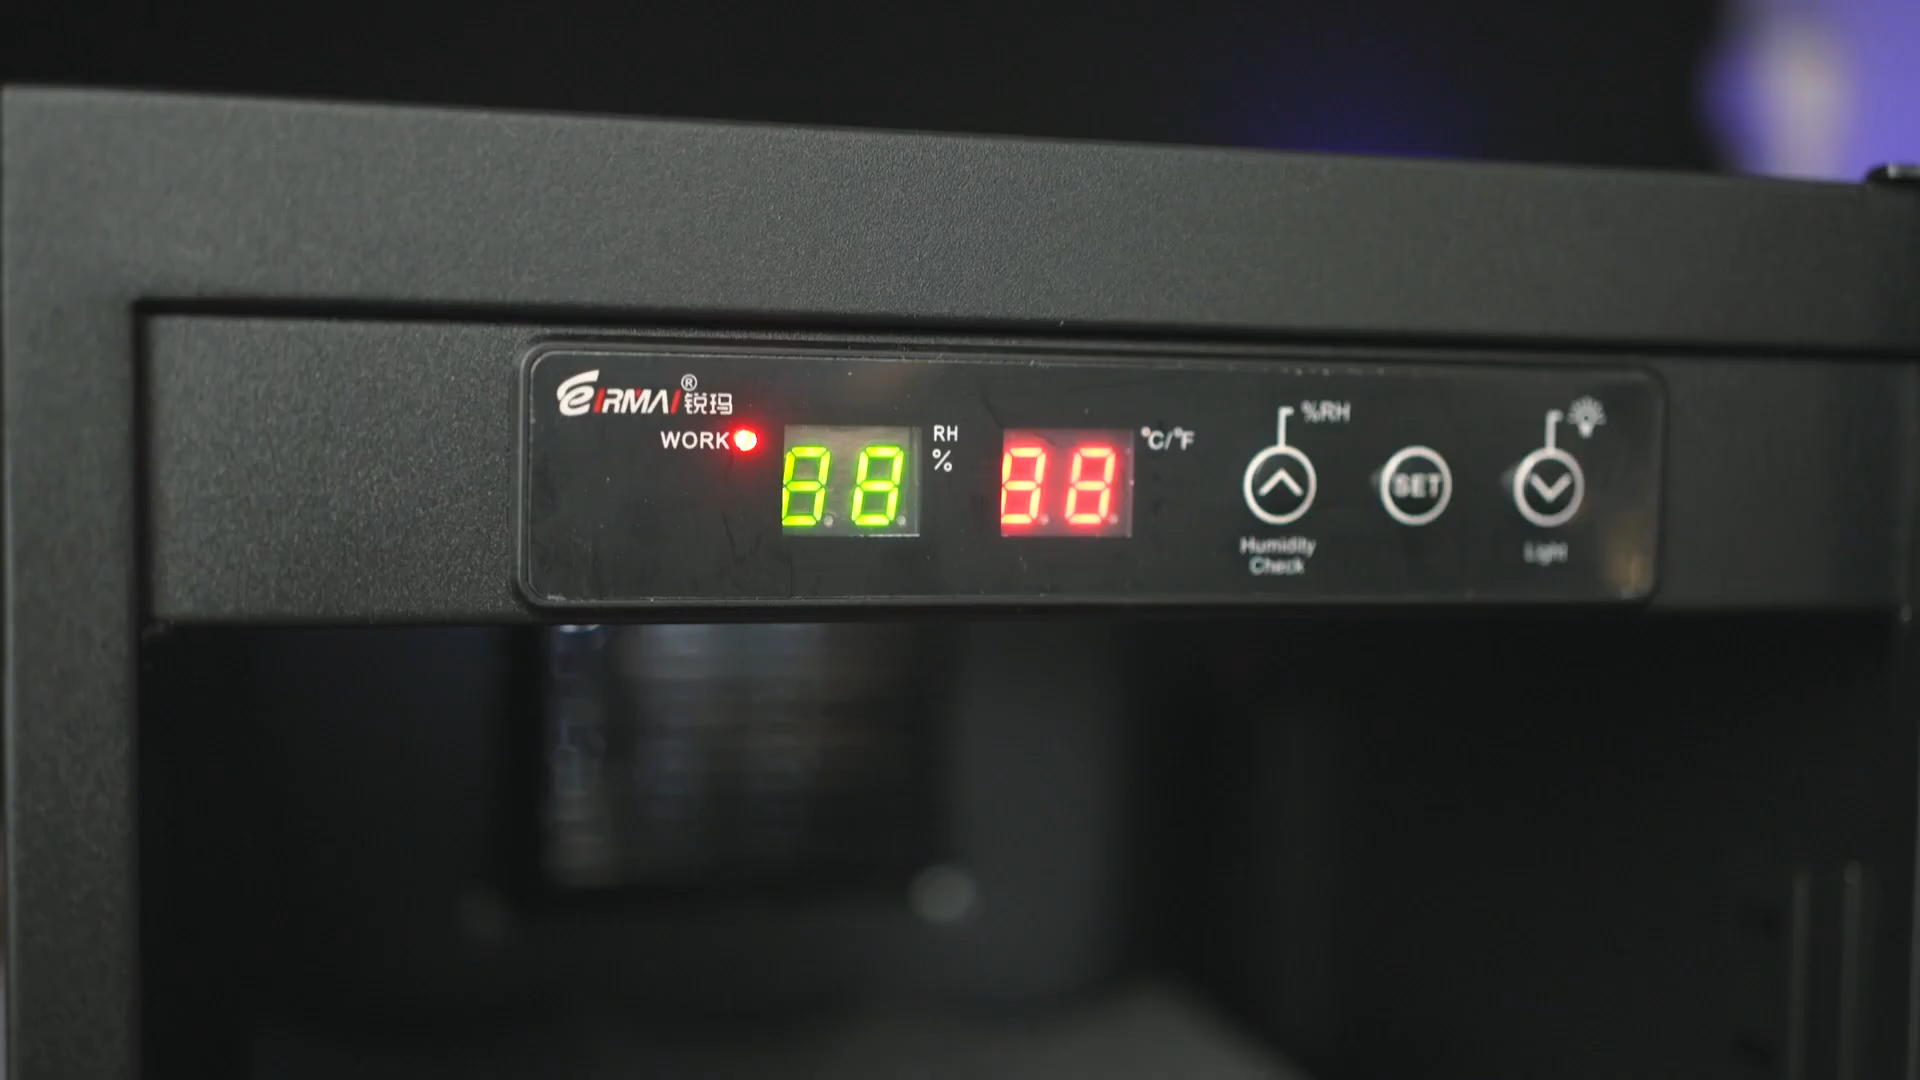 EIRMAI®锐玛
WORK
88
RH
%
88
°C/°F
%RH
SET
Humidity
Check
Light